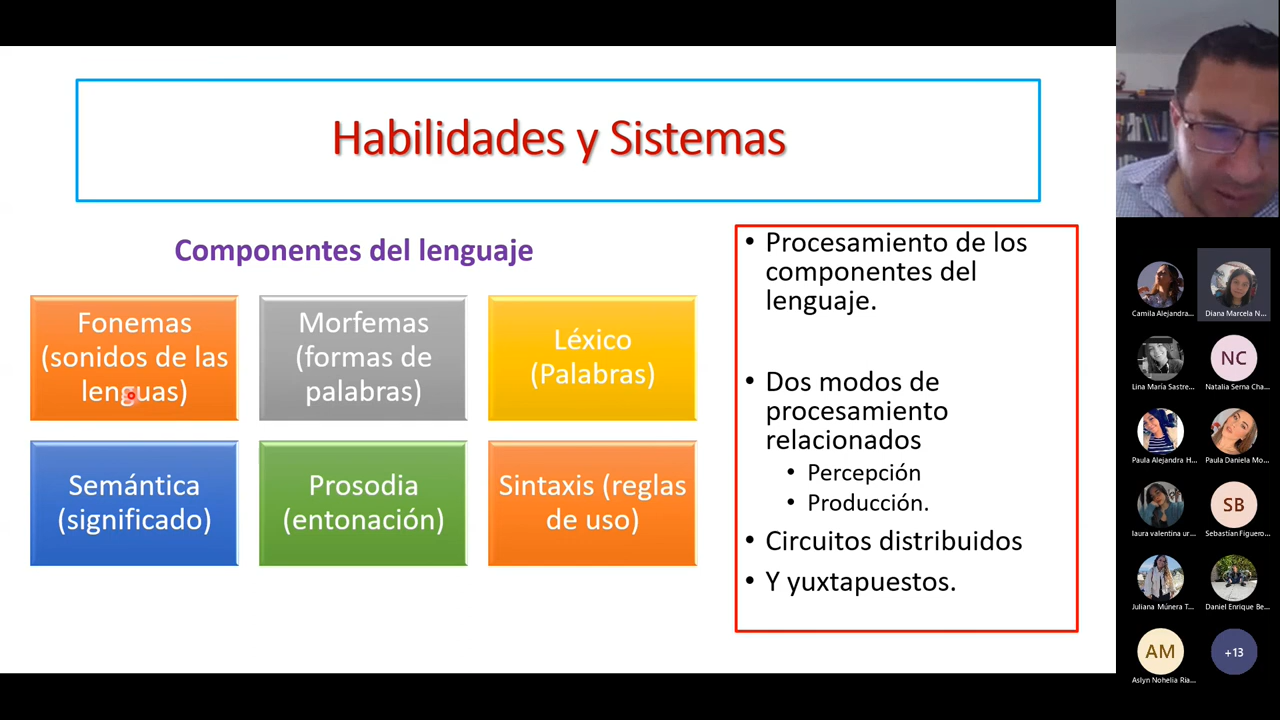 Habilidades y Sistemas
Componentes del lenguaje
Fonemas
(sonidos de las
lenguas)
Morfemas
(formas de
palabras)
Léxico
(Palabras)
Semántica
(significado)
Prosodia
(entonación)
Sintaxis (reglas
de uso)
• Procesamiento de los
componentes del
lenguaje.
• Dos modos de
procesamiento
relacionados
• Percepción
• Producción.
• Circuitos distribuidos
• Y yuxtapuestos.
Camila Alejandra...
Diana Marcela N...
Lina María Sastre...
NC
Natalia Serna Cha...
Paula Alejandra H...
Paula Daniela Mo...
laura valentina ur...
SB
Sebastian Figuero...
Juliana Múnera T...
Daniel Enrique Be...
AM
Aslyn Nohelia Ria...
+13